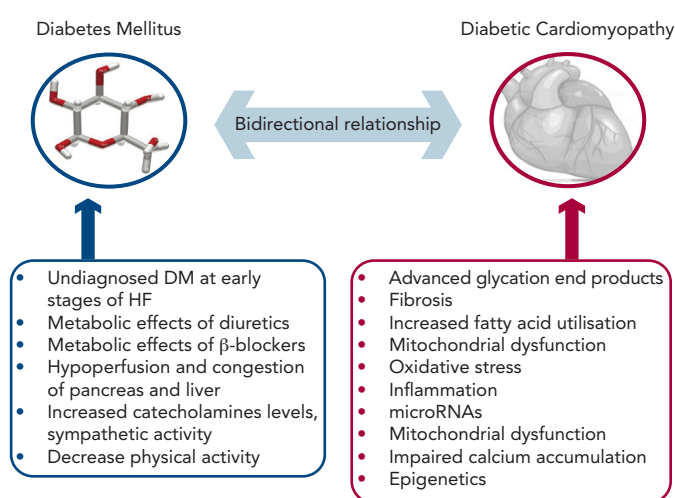 Diabetes Mellitus
Diabetic Cardiomyopathy
Bidirectional relationship
• Undiagnosed DM at early
stages of HF
• Metabolic effects of diuretics
• Metabolic effects of β-blockers
• Hypoperfusion and congestion
of pancreas and liver
• Increased catecholamines levels,
sympathetic activity
• Decrease physical activity
• Advanced glycation end products
• Fibrosis
• Increased fatty acid utilisation
• Mitochondrial dysfunction
• Oxidative stress
• Inflammation
• microRNAs
• Mitochondrial dysfunction
• Impaired calcium accumulation
• Epigenetics